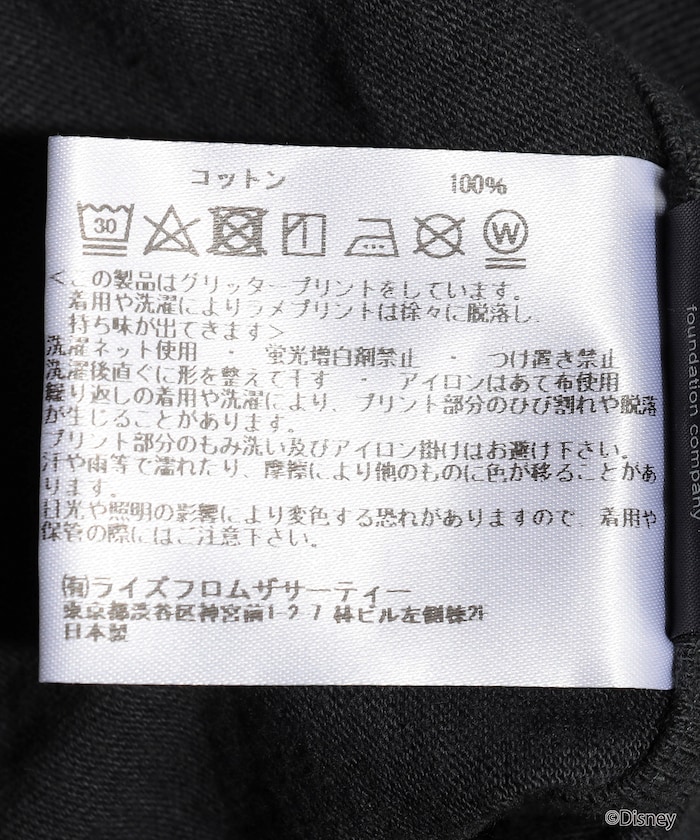 コットン 100%
30
W
<この製品はグリッタープリントをしています。
着用や洗濯によりラメプリントは徐々に脱落し、
持ち味が出てきます>
洗濯ネット使用 ・ 蛍光増白剤禁止 ・ つけ置き禁止
洗濯後直ぐに形を整えて干す ・ アイロンはあて布使用
繰り返しの着用や洗濯により、プリント部分のひび割れや脱落
が生じることがあります。
プリント部分のもみ洗い及びアイロン掛けはお避け下さい。
汗や雨等で濡れたり、摩擦により他のものに色が移ることがあ
ります。
日光や照明の影響により変色する恐れがありますので、着用や
保管の際にはご注意下さい。
(有)ライズフロムザサーティー
東京都渋谷区神宮前1-2-7 林ビル左側棟2F
日本製
foundation company
©Disney